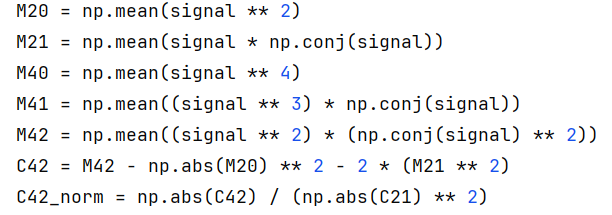 M20 = np.mean(signal ** 2)
M21 = np.mean(signal * np.conj(signal))
M40 = np.mean(signal ** 4)
M41 = np.mean((signal ** 3) * np.conj(signal))
M42 = np.mean((signal ** 2) * (np.conj(signal) ** 2))
C42 = M42 - np.abs(M20) ** 2 - 2 * (M21 ** 2)
C42_norm = np.abs(C42) / (np.abs(C21) ** 2)